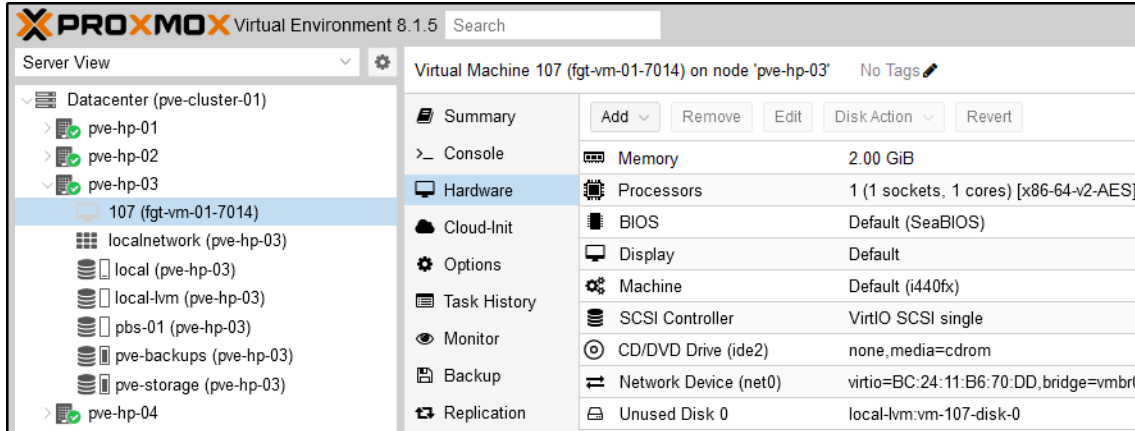 PROXMOX Virtual Environment 8.1.5 Search
Server View
Datacenter (pve-cluster-01)
pve-hp-01
pve-hp-02
pve-hp-03
107 (fgt-vm-01-7014)
localnetwork (pve-hp-03)
local (pve-hp-03)
local-lvm (pve-hp-03)
pbs-01 (pve-hp-03)
pve-backups (pve-hp-03)
pve-storage (pve-hp-03)
pve-hp-04
Virtual Machine 107 (fgt-vm-01-7014) on node 'pve-hp-03' No Tags
Summary
Console
Hardware
Cloud-Init
Options
Task History
Monitor
Backup
Replication
Add Remove Edit Disk Action Revert
Memory 2.00 GiB
Processors 1 (1 sockets, 1 cores) [x86-64-v2-AES]
BIOS Default (SeaBIOS)
Display Default
Machine Default (i440fx)
SCSI Controller VirtIO SCSI single
CD/DVD Drive (ide2) none,media=cdrom
Network Device (net0) virtio=BC:24:11:B6:70:DD,bridge=vmbr0
Unused Disk 0 local-lvm:vm-107-disk-0